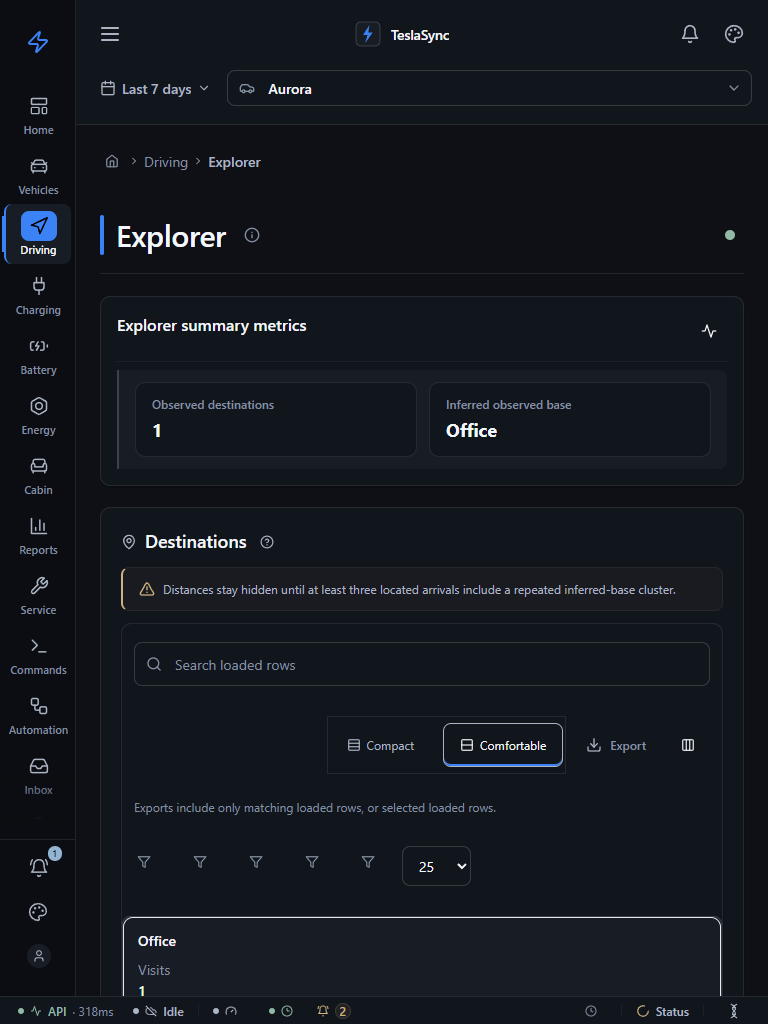 TeslaSync
Last 7 days
Aurora
Home
Vehicles
Driving
Charging
Battery
Energy
Cabin
Reports
Service
Commands
Automation
Inbox
1
Driving
Explorer
Explorer
Explorer summary metrics
Observed destinations
1
Inferred observed base
Office
Destinations
Distances stay hidden until at least three located arrivals include a repeated inferred-base cluster.
Search loaded rows
Compact
Comfortable
Export
Exports include only matching loaded rows, or selected loaded rows.
25
Office
Visits
1
API · 318ms
Idle
2
Status